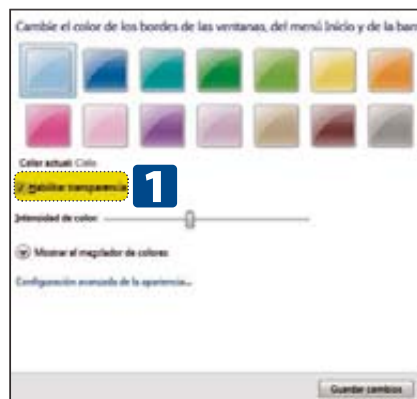 Cambie el color de los bordes de las ventanas, del menú Inicio y de la bar
Color actual: Cielo
Habilitar transparencia
1
Intensidad de color:
Mostrar el mezclador de colores
Configuración avanzada de la apariencia...
Guardar cambios